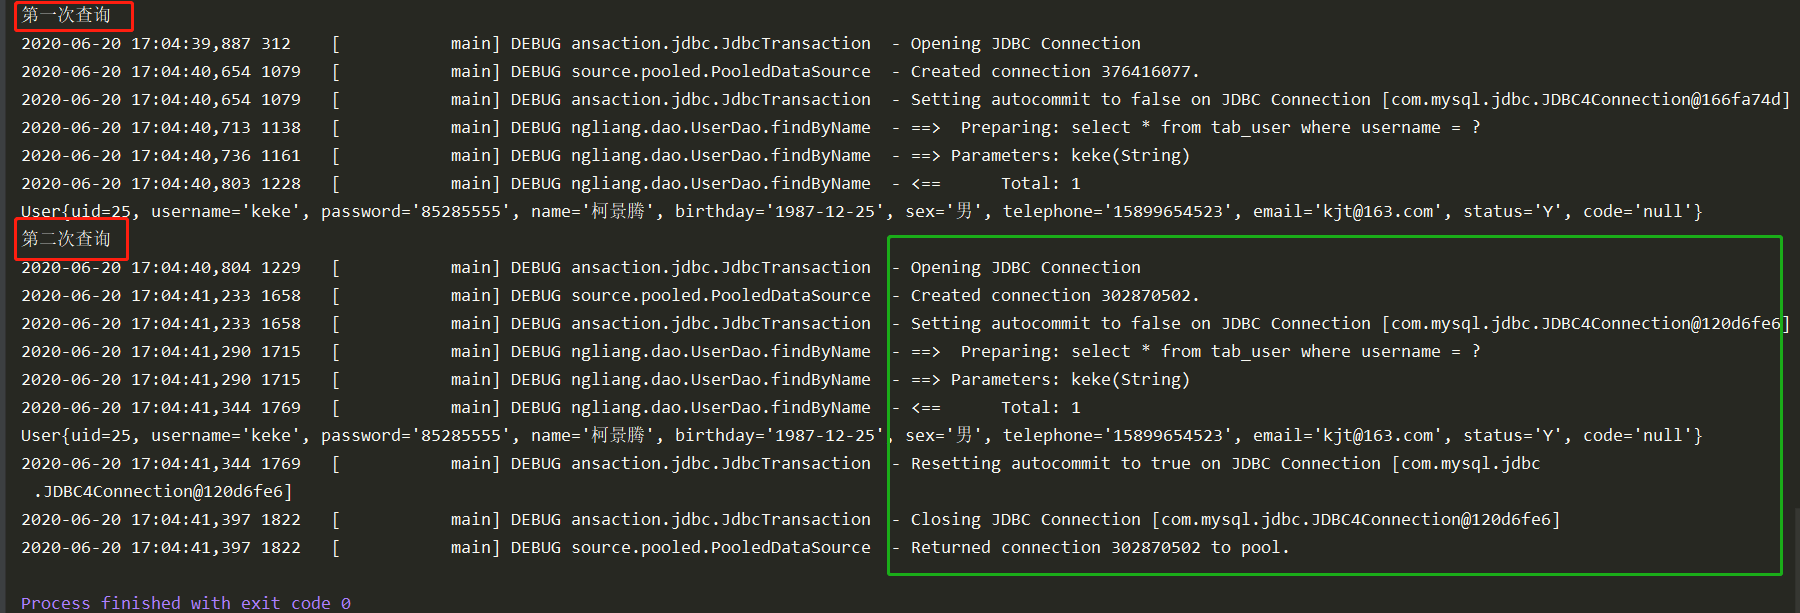 第一次查询
2020-06-20 17:04:39,887 312    [           main] DEBUG ansaction.jdbc.JdbcTransaction  - Opening JDBC Connection
2020-06-20 17:04:40,654 1079   [           main] DEBUG source.pooled.PooledDataSource  - Created connection 376416077.
2020-06-20 17:04:40,654 1079   [           main] DEBUG ansaction.jdbc.JdbcTransaction  - Setting autocommit to false on JDBC Connection [com.mysql.jdbc.JDBC4Connection@166fa74d]
2020-06-20 17:04:40,713 1138   [           main] DEBUG ngliang.dao.UserDao.findByName  - ==>  Preparing: select * from tab_user where username = ?
2020-06-20 17:04:40,736 1161   [           main] DEBUG ngliang.dao.UserDao.findByName  - ==> Parameters: keke(String)
2020-06-20 17:04:40,803 1228   [           main] DEBUG ngliang.dao.UserDao.findByName  - <==      Total: 1
User{uid=25, username='keke', password='85285555', name='柯景腾', birthday='1987-12-25', sex='男', telephone='15899654523', email='kjt@163.com', status='Y', code='null'}
第二次查询
2020-06-20 17:04:40,804 1229   [           main] DEBUG ansaction.jdbc.JdbcTransaction  - Opening JDBC Connection
2020-06-20 17:04:41,233 1658   [           main] DEBUG source.pooled.PooledDataSource  - Created connection 302870502.
2020-06-20 17:04:41,233 1658   [           main] DEBUG ansaction.jdbc.JdbcTransaction  - Setting autocommit to false on JDBC Connection [com.mysql.jdbc.JDBC4Connection@120d6fe6]
2020-06-20 17:04:41,290 1715   [           main] DEBUG ngliang.dao.UserDao.findByName  - ==>  Preparing: select * from tab_user where username = ?
2020-06-20 17:04:41,290 1715   [           main] DEBUG ngliang.dao.UserDao.findByName  - ==> Parameters: keke(String)
2020-06-20 17:04:41,344 1769   [           main] DEBUG ngliang.dao.UserDao.findByName  - <==      Total: 1
User{uid=25, username='keke', password='85285555', name='柯景腾', birthday='1987-12-25', sex='男', telephone='15899654523', email='kjt@163.com', status='Y', code='null'}
2020-06-20 17:04:41,344 1769   [           main] DEBUG ansaction.jdbc.JdbcTransaction  - Resetting autocommit to true on JDBC Connection [com.mysql.jdbc
.JDBC4Connection@120d6fe6]
2020-06-20 17:04:41,397 1822   [           main] DEBUG ansaction.jdbc.JdbcTransaction  - Closing JDBC Connection [com.mysql.jdbc.JDBC4Connection@120d6fe6]
2020-06-20 17:04:41,397 1822   [           main] DEBUG source.pooled.PooledDataSource  - Returned connection 302870502 to pool.
Process finished with exit code 0